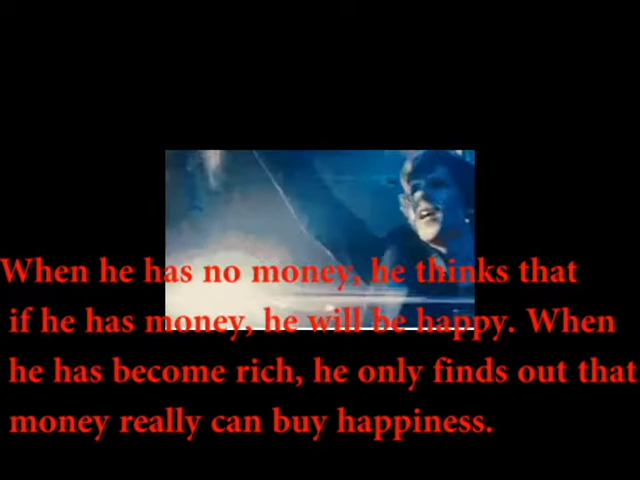 When he has no money, he thinks that
if he has money, he will be happy. When
he has become rich, he only finds out that
money really can buy happiness.